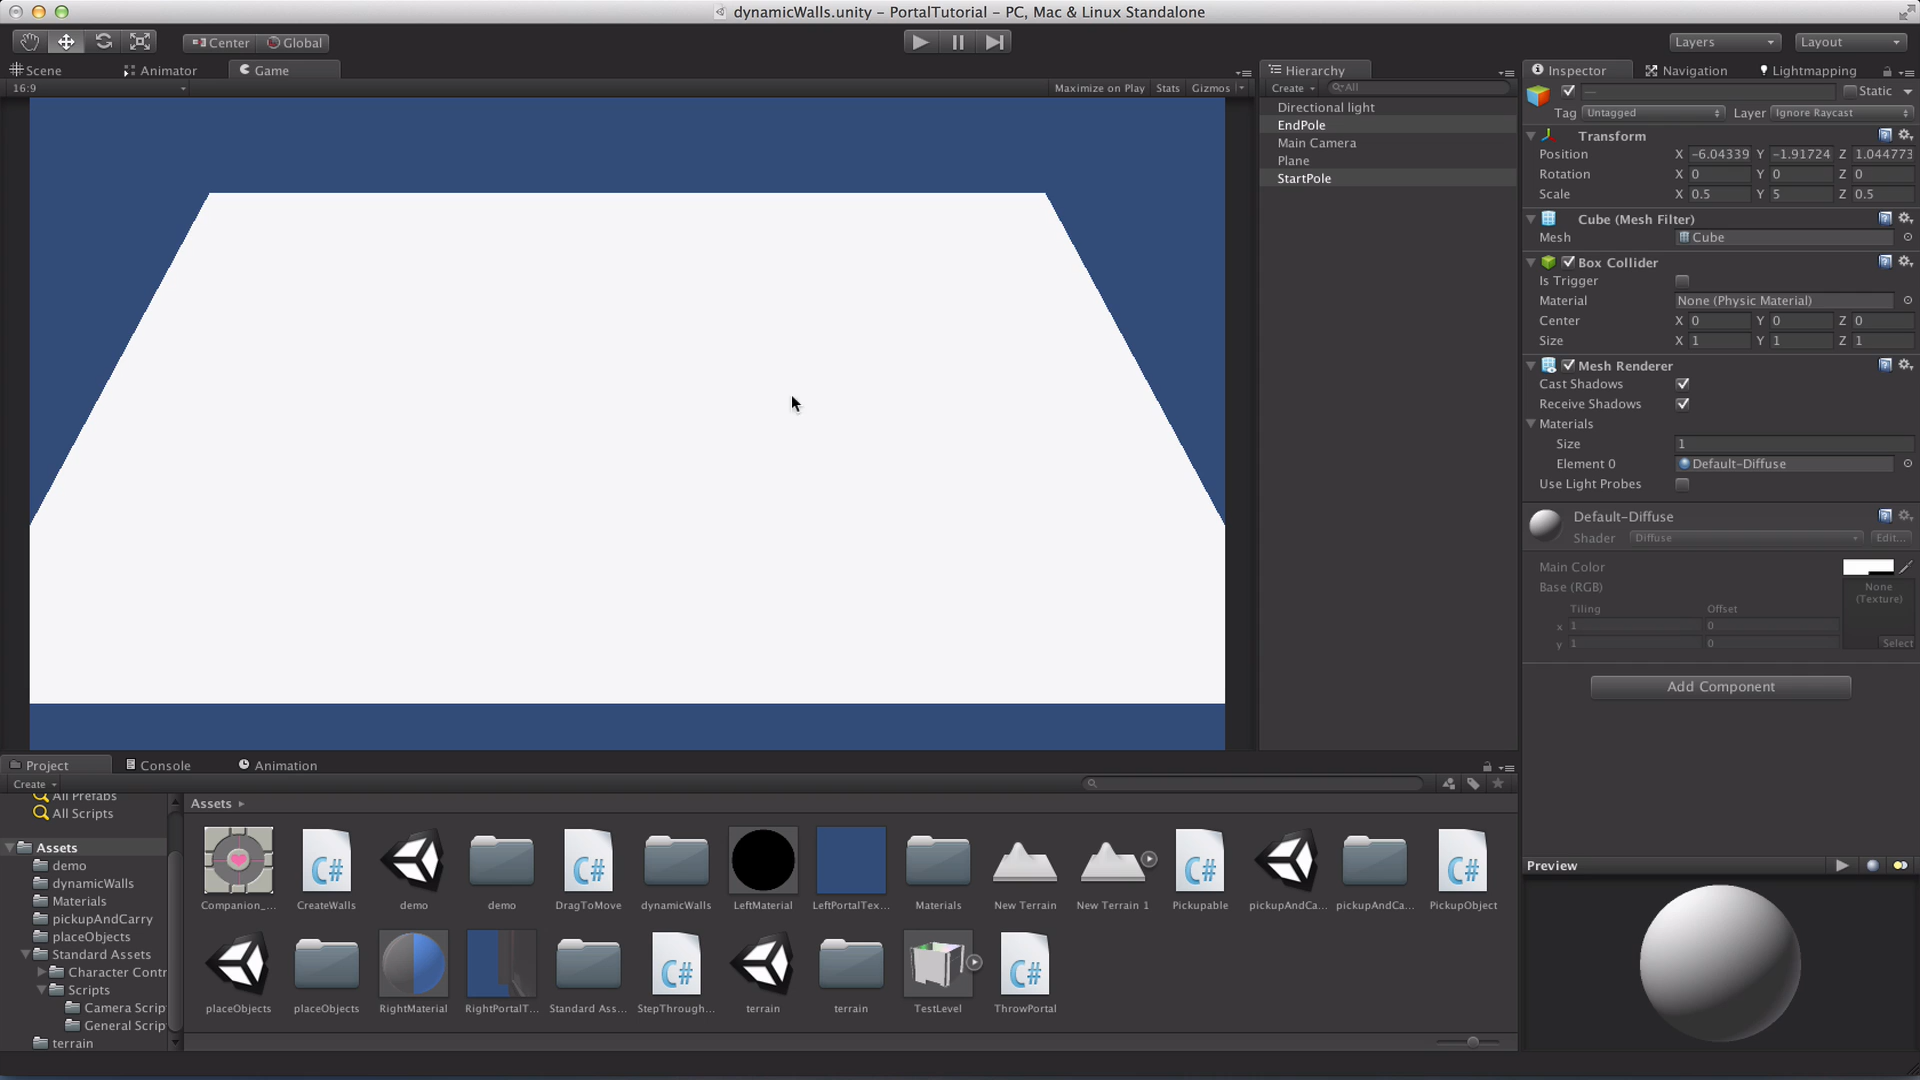 dynamicWalls.unity – PortalTutorial – PC, Mac & Linux Standalone
Center Global Layers Layout
Scene Animator Game
16:9 Maximize on Play Stats Gizmos
Hierarchy
Create All
Directional light
EndPole
Main Camera
Plane
StartPole
Inspector Navigation Lightmapping
— Static
Tag Untagged Layer Ignore Raycast
Transform
Position X -6.04339 Y -1.91724 Z 1.044773
Rotation X 0 Y 0 Z 0
Scale X 0.5 Y 5 Z 0.5
Cube (Mesh Filter)
Mesh Cube
Box Collider
Is Trigger
Material None (Physic Material)
Center X 0 Y 0 Z 0
Size X 1 Y 1 Z 1
Mesh Renderer
Cast Shadows
Receive Shadows
Materials
Size 1
Element 0 Default-Diffuse
Use Light Probes
Default-Diffuse
Shader Diffuse Edit...
Main Color
Base (RGB) None (Texture)
Tiling Offset
x 1 0
y 1 0 Select
Add Component
Preview
Project Console Animation
Create
All Prefabs
All Scripts
Assets
demo
dynamicWalls
Materials
pickupAndCarry
placeObjects
Standard Assets
Character Contr
Scripts
Camera Scrip
General Scrip
terrain
Assets
Companion_... CreateWalls demo demo DragToMove dynamicWalls LeftMaterial LeftPortalTex... Materials New Terrain New Terrain 1 Pickupable pickupAndCa... pickupAndCa... PickupObject
C# C# C# C#
placeObjects placeObjects RightMaterial RightPortalT... Standard Ass... StepThrough... terrain terrain TestLevel ThrowPortal
C# C#